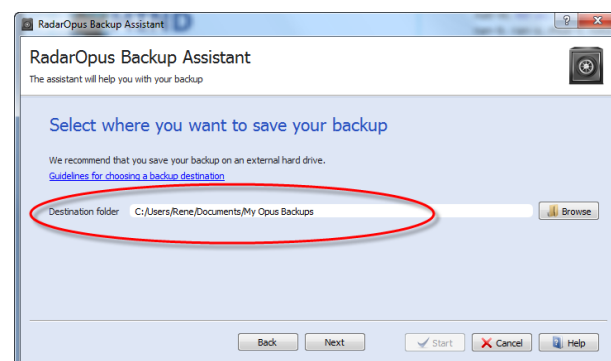 RadarOpus Backup Assistant
RadarOpus Backup Assistant
The assistant will help you with your backup
Select where you want to save your backup
We recommend that you save your backup on an external hard drive.
Guidelines for choosing a backup destination
Destination folder C:/Users/Rene/Documents/My Opus Backups Browse
Back Next Start Cancel Help